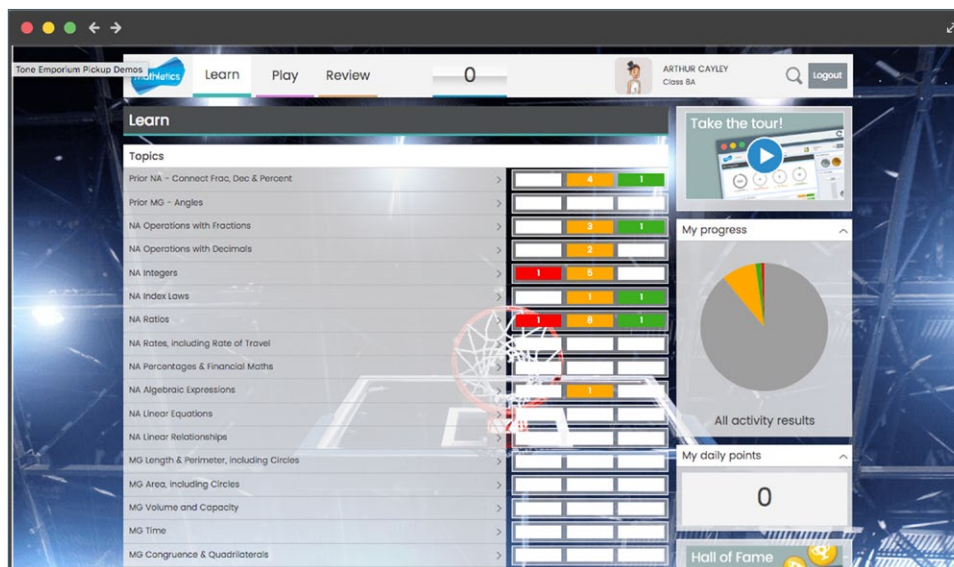 Tone Emporium Pickup Demos
Mathletics
Learn
Play
Review
0
ARTHUR CAYLEY
Class 8A
Logout
Learn
Topics
Prior NA - Connect Frac, Dec & Percent 4 1
Prior MG - Angles
NA Operations with Fractions 3 1
NA Operations with Decimals 2
NA Integers 1 5
NA Index Laws 1 1
NA Ratios 1 6 1
NA Rates, including Rate of Travel
NA Percentages & Financial Maths
NA Algebraic Expressions 1
NA Linear Equations
NA Linear Relationships
MG Length & Perimeter, including Circles
MG Area, including Circles
MG Volume and Capacity
MG Time
MG Congruence & Quadrilaterals
Take the tour!
My progress
All activity results
My daily points
0
Hall of Fame